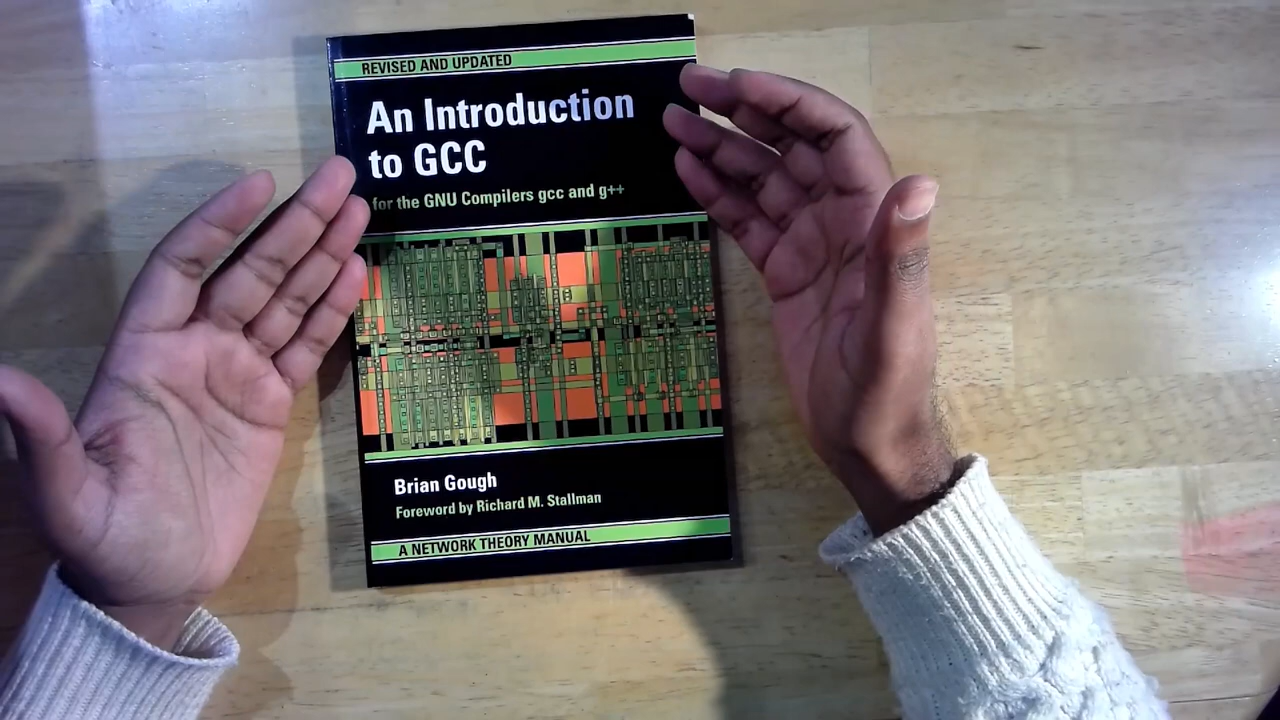 REVISED AND UPDATED
An Introduction
to GCC
for the GNU Compilers gcc and g++
Brian Gough
Foreword by Richard M. Stallman
A NETWORK THEORY MANUAL